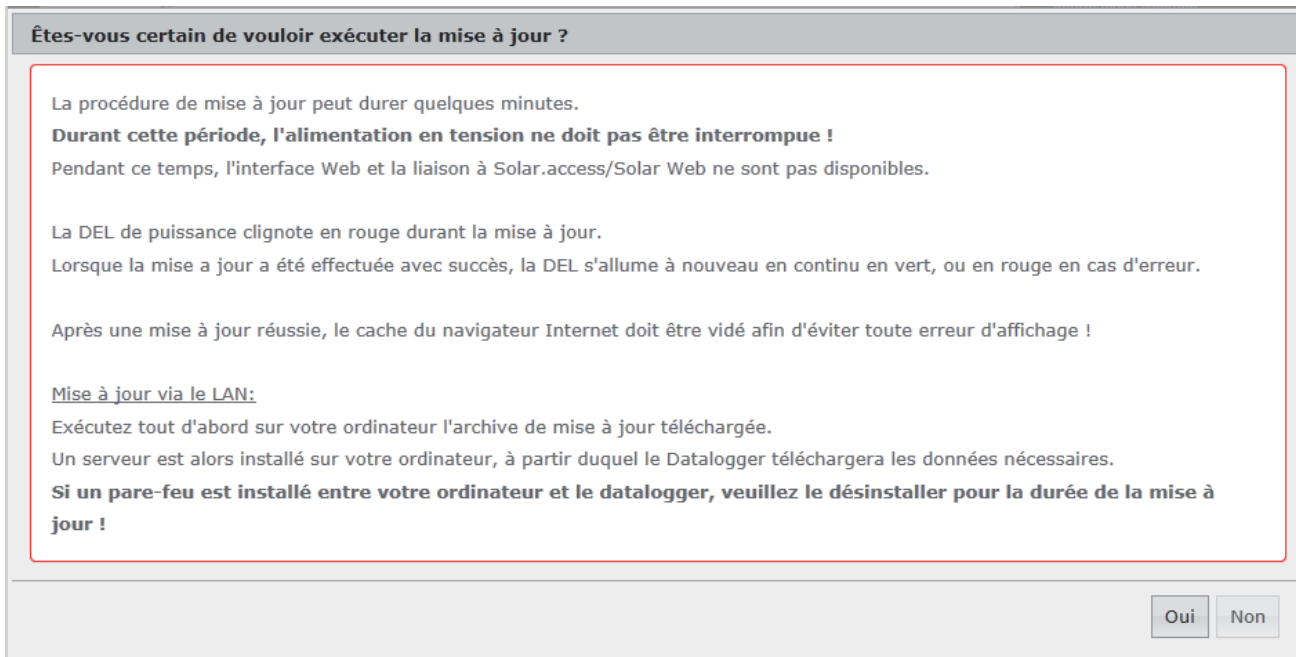 Êtes-vous certain de vouloir exécuter la mise à jour ?
La procédure de mise à jour peut durer quelques minutes.
Durant cette période, l'alimentation en tension ne doit pas être interrompue !
Pendant ce temps, l'interface Web et la liaison à Solar.access/Solar Web ne sont pas disponibles.
La DEL de puissance clignote en rouge durant la mise à jour.
Lorsque la mise a jour a été effectuée avec succès, la DEL s'allume à nouveau en continu en vert, ou en rouge en cas d'erreur.
Après une mise à jour réussie, le cache du navigateur Internet doit être vidé afin d'éviter toute erreur d'affichage !
Mise à jour via le LAN:
Exécutez tout d'abord sur votre ordinateur l'archive de mise à jour téléchargée.
Un serveur est alors installé sur votre ordinateur, à partir duquel le Datalogger téléchargera les données nécessaires.
Si un pare-feu est installé entre votre ordinateur et le datalogger, veuillez le désinstaller pour la durée de la mise à
jour !
Oui Non